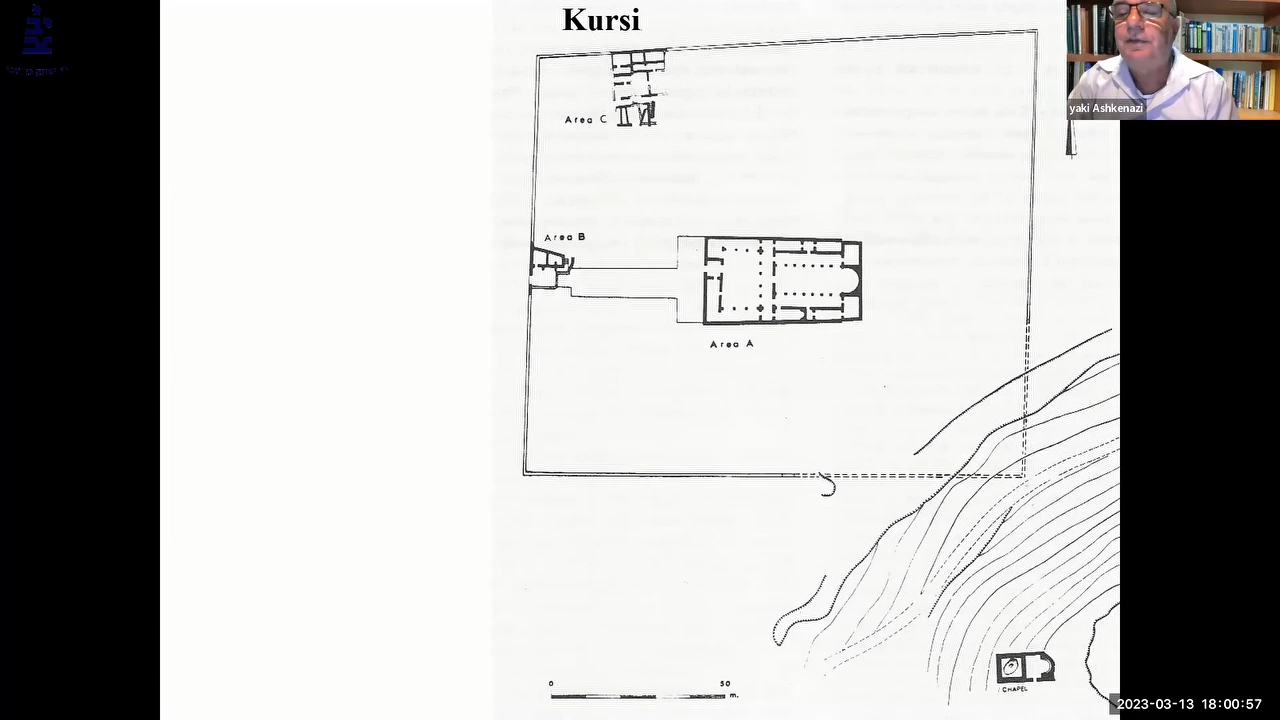 Kursi
yaki Ashkenazi
Area C
Area B
Area A
0 50
m.
CHAPEL
2023-03-13 18:00:57